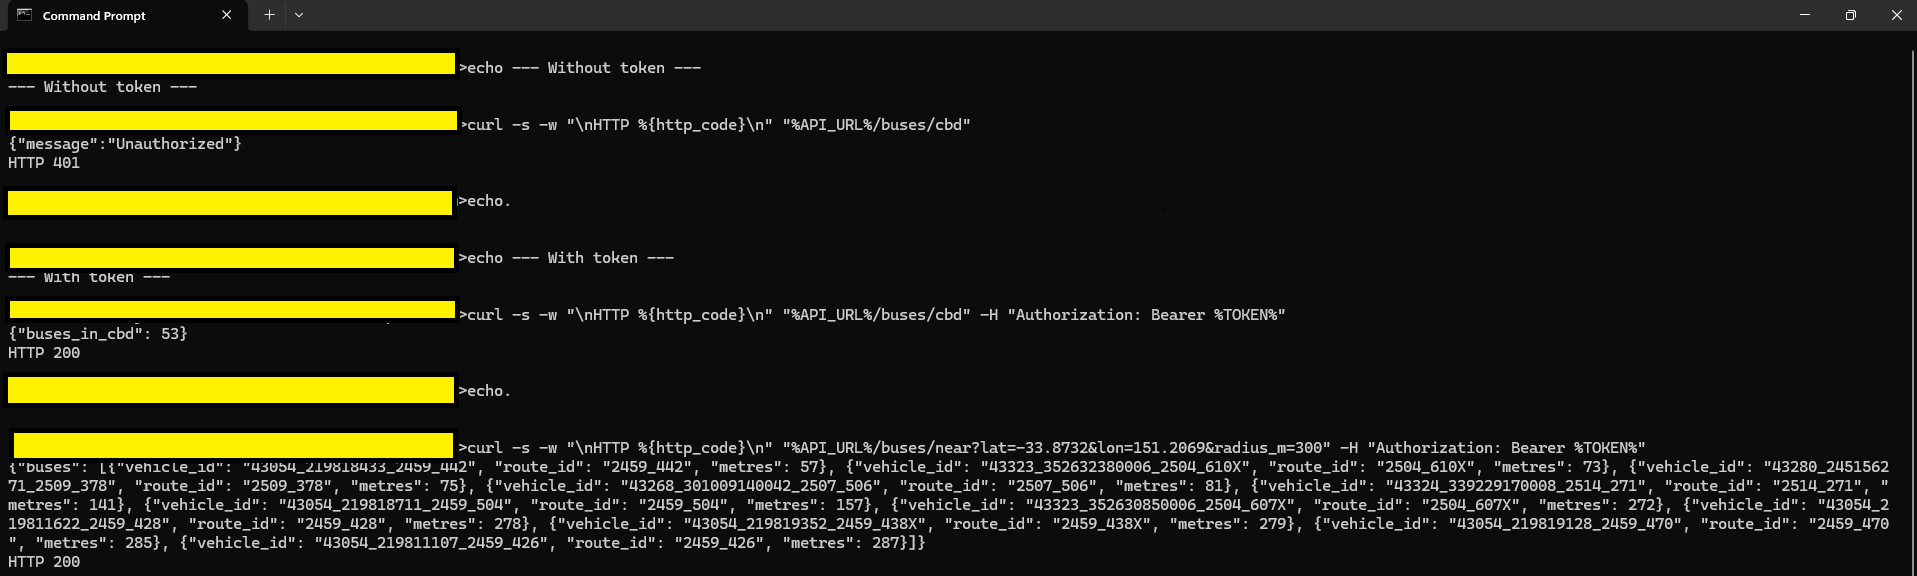 Command Prompt
>echo --- Without token ---
--- Without token ---
>curl -s -w "\nHTTP %{http_code}\n" "%API_URL%/buses/cbd"
{"message":"Unauthorized"}
HTTP 401
>echo.
>echo --- With token ---
--- With token ---
>curl -s -w "\nHTTP %{http_code}\n" "%API_URL%/buses/cbd" -H "Authorization: Bearer %TOKEN%"
{"buses_in_cbd": 53}
HTTP 200
>echo.
>curl -s -w "\nHTTP %{http_code}\n" "%API_URL%/buses/near?lat=-33.8732&lon=151.2069&radius_m=300" -H "Authorization: Bearer %TOKEN%"
{"buses": [{"vehicle_id": "43054_219818433_2459_442", "route_id": "2459_442", "metres": 57}, {"vehicle_id": "43323_352632380006_2504_610X", "route_id": "2504_610X", "metres": 73}, {"vehicle_id": "43280_2451562
71_2509_378", "route_id": "2509_378", "metres": 75}, {"vehicle_id": "43268_301009140042_2507_506", "route_id": "2507_506", "metres": 81}, {"vehicle_id": "43324_339229170008_2514_271", "route_id": "2514_271", "
metres": 141}, {"vehicle_id": "43054_219818711_2459_504", "route_id": "2459_504", "metres": 157}, {"vehicle_id": "43323_352630850006_2504_607X", "route_id": "2504_607X", "metres": 272}, {"vehicle_id": "43054_2
19811622_2459_428", "route_id": "2459_428", "metres": 278}, {"vehicle_id": "43054_219819352_2459_438X", "route_id": "2459_438X", "metres": 279}, {"vehicle_id": "43054_219819128_2459_470", "route_id": "2459_470
", "metres": 285}, {"vehicle_id": "43054_219811107_2459_426", "route_id": "2459_426", "metres": 287}]}
HTTP 200